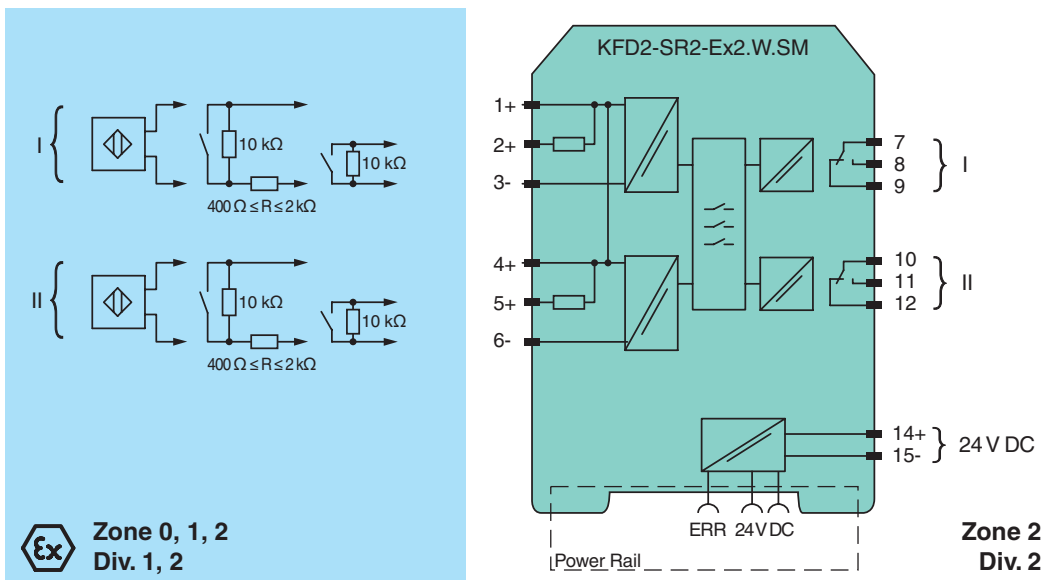 KFD2-SR2-Ex2.W.SM
I
10 kΩ
10 kΩ
400 Ω ≤ R ≤ 2 kΩ
II
10 kΩ
10 kΩ
400 Ω ≤ R ≤ 2 kΩ
1+
2+
3-
4+
5+
6-
7
8
9
I
10
11
12
II
14+
15-
24 V DC
ERR 24 V DC
Power Rail
Ex
Zone 0, 1, 2
Div. 1, 2
Zone 2
Div. 2